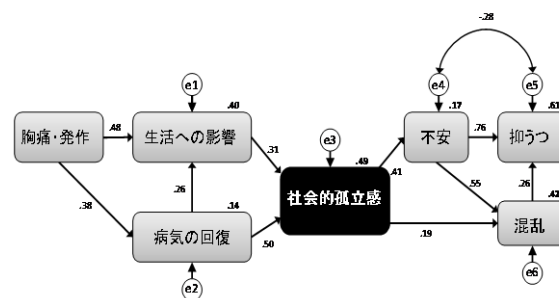 -.28
e1
e4
e5
.40
.17
.61
胸痛・発作
.48
生活への影響
e3
不安
.76
抑うつ
.31
.49
.41
.26
社会的孤立感
.55
.26
.42
.38
.14
病気の回復
.50
.19
混乱
e2
e6